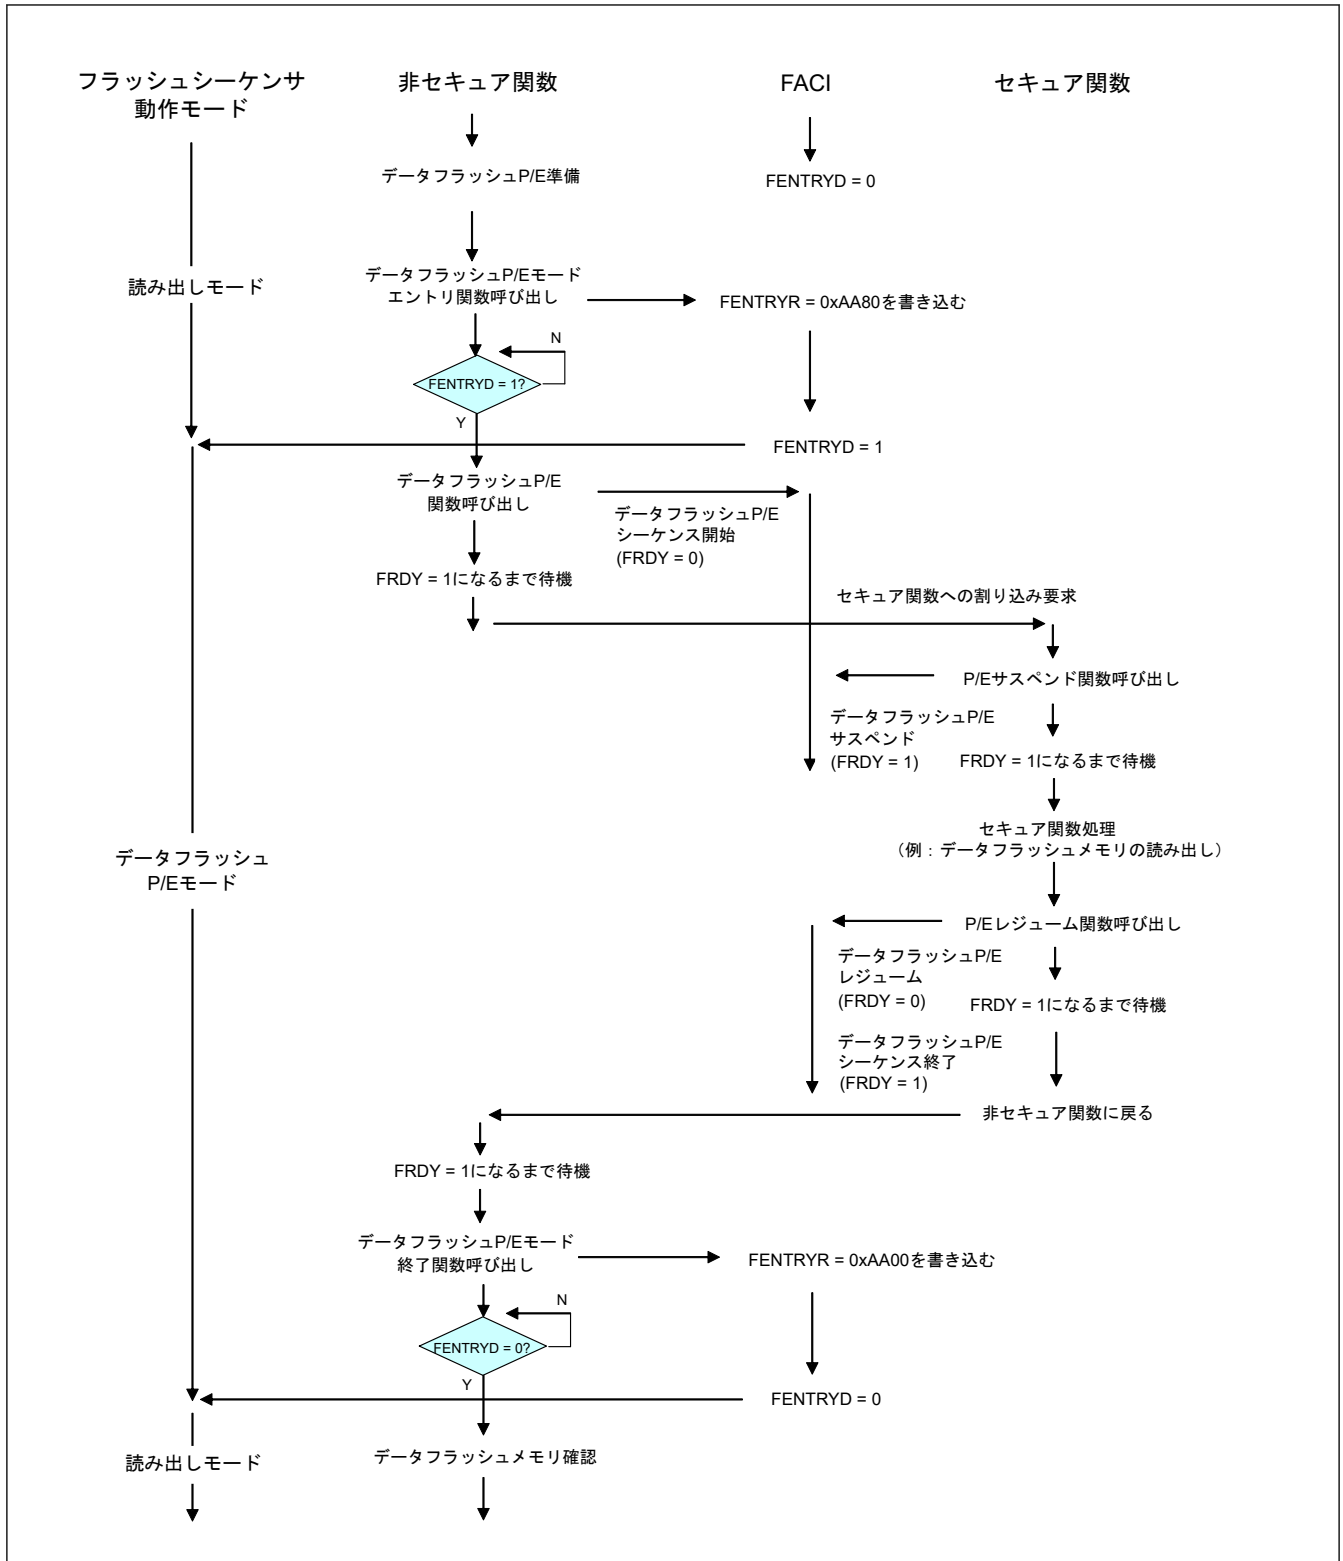 フラッシュシーケンサ
動作モード
非セキュア関数
FACI
セキュア関数
データフラッシュP/E準備
FENTRYD = 0
読み出しモード
データフラッシュP/Eモード
エントリ関数呼び出し
FENTRYR = 0xAA80を書き込む
N
FENTRYD = 1?
Y
FENTRYD = 1
データフラッシュP/E
関数呼び出し
データフラッシュP/E
シーケンス開始
(FRDY = 0)
FRDY = 1になるまで待機
セキュア関数への割り込み要求
P/Eサスペンド関数呼び出し
データフラッシュP/E
サスペンド
(FRDY = 1)
FRDY = 1になるまで待機
セキュア関数処理
（例：データフラッシュメモリの読み出し）
データフラッシュ
P/Eモード
P/Eレジューム関数呼び出し
データフラッシュP/E
レジューム
(FRDY = 0)
FRDY = 1になるまで待機
データフラッシュP/E
シーケンス終了
(FRDY = 1)
非セキュア関数に戻る
FRDY = 1になるまで待機
データフラッシュP/Eモード
終了関数呼び出し
FENTRYR = 0xAA00を書き込む
N
FENTRYD = 0?
Y
FENTRYD = 0
読み出しモード
データフラッシュメモリ確認